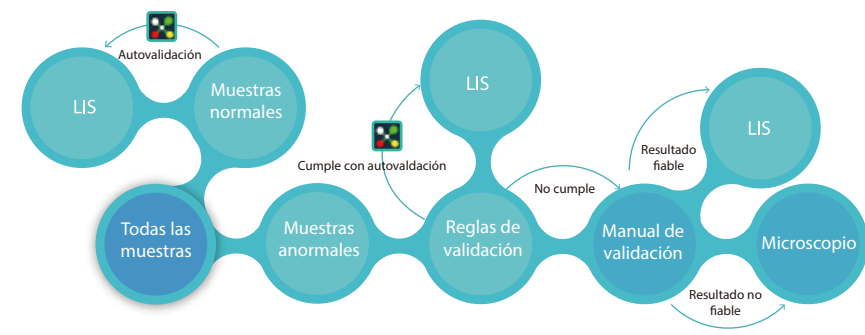 Autovalidación
LIS
Muestras
normales
LIS
Cumple con autovaldación
Resultado
fiable
LIS
No cumple
Todas las
muestras
Muestras
anormales
Reglas de
validación
Manual de
validación
Microscopio
Resultado no
fiable